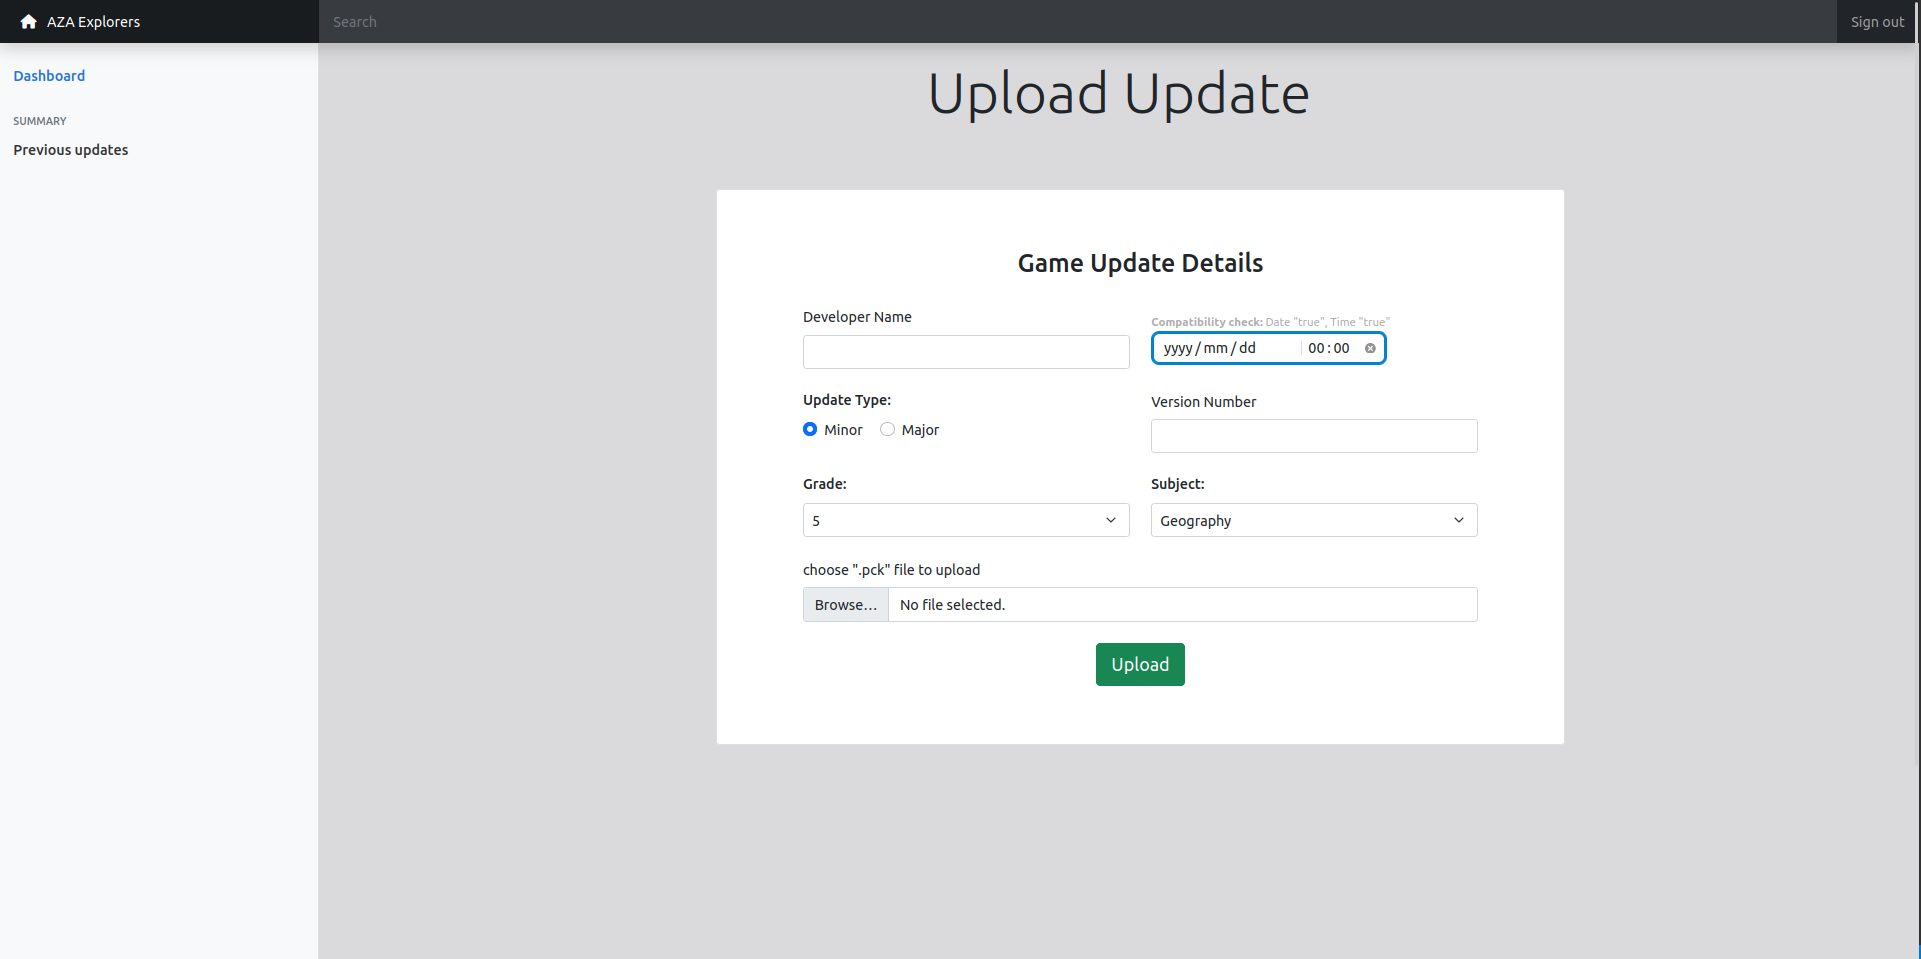 AZA Explorers
Search
Sign out
Dashboard
SUMMARY
Previous updates
Upload Update
Game Update Details
Developer Name
Compatibility check: Date "true", Time "true"
yyyy/mm/dd 00:00
Update Type:
Minor Major
Version Number
Grade:
5
Subject:
Geography
choose ".pck" file to upload
Browse... No file selected.
Upload